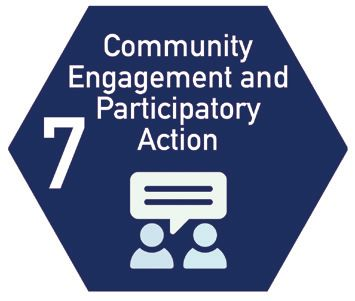 Community
Engagement and
Participatory
Action
7